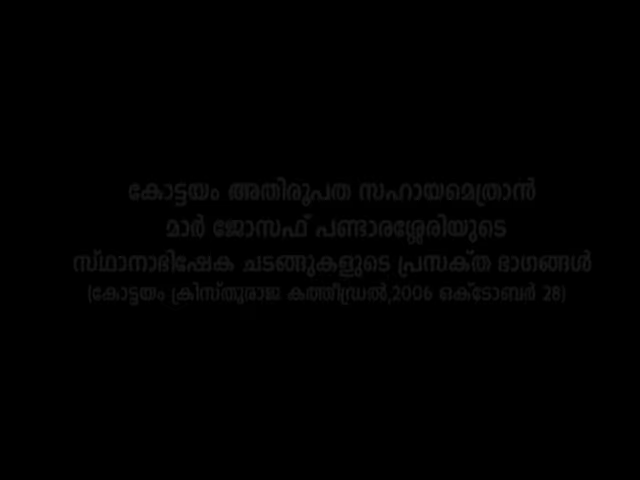 കോട്ടയം അതിരൂപത സഹായമെത്രാൻ
മാർ ജോസഫ് പണ്ടാരശ്ശേരിയുടെ
സ്ഥാനാഭിഷേക ചടങ്ങുകളുടെ പ്രസക്ത ഭാഗങ്ങൾ
(കോട്ടയം ക്രിസ്തുരാജ കത്തീഡ്രൽ,2006 ഒക്ടോബർ 28)